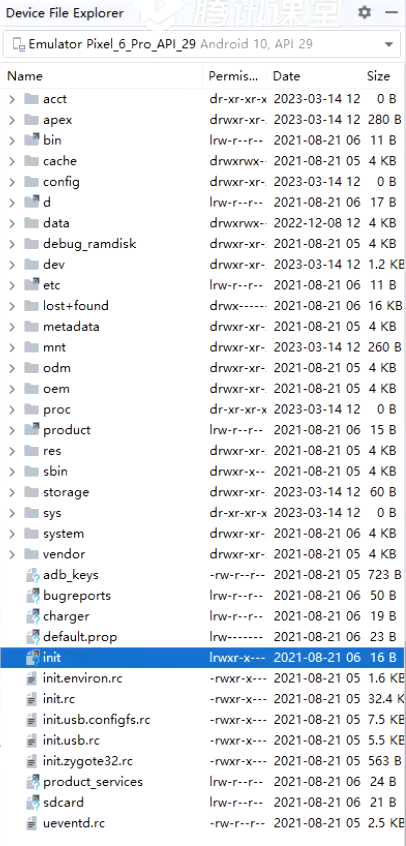 腾讯课堂
Device File Explorer
Emulator Pixel_6_Pro_API_29 Android 10, API 29
Name Permis... Date Size
acct dr-xr-xr-x 2023-03-14 12 0 B
apex drwxr-xr- 2023-03-14 12 280 B
bin lrw-r--r-- 2021-08-21 06 11 B
cache drwxrwx-- 2021-08-21 05 4 KB
config drwxr-xr- 2023-03-14 12 0 B
d lrw-r--r-- 2021-08-21 06 17 B
data drwxrwx-- 2022-12-08 12 4 KB
debug_ramdisk drwxr-xr- 2021-08-21 05 4 KB
dev drwxr-xr- 2023-03-14 12 1.2 KB
etc lrw-r--r-- 2021-08-21 06 11 B
lost+found drwx------ 2021-08-21 06 16 KB
metadata drwxr-xr- 2021-08-21 05 4 KB
mnt drwxr-xr- 2023-03-14 12 260 B
odm drwxr-xr- 2021-08-21 05 4 KB
oem drwxr-xr- 2021-08-21 05 4 KB
proc dr-xr-xr-x 2023-03-14 12 0 B
product lrw-r--r-- 2021-08-21 06 15 B
res drwxr-xr- 2021-08-21 05 4 KB
sbin drwxr-x-- 2021-08-21 05 4 KB
storage drwxr-xr- 2023-03-14 12 60 B
sys dr-xr-xr-x 2023-03-14 12 0 B
system drwxr-xr- 2021-08-21 06 4 KB
vendor drwxr-xr- 2021-08-21 06 4 KB
adb_keys -rw-r--r-- 2021-08-21 05 723 B
bugreports lrw-r--r-- 2021-08-21 06 50 B
charger lrw-r--r-- 2021-08-21 06 19 B
default.prop lrw------- 2021-08-21 06 23 B
init lrwxr-x--- 2021-08-21 06 16 B
init.environ.rc -rwxr-x--- 2021-08-21 05 1.6 KB
init.rc -rwxr-x--- 2021-08-21 05 32.4 K
init.usb.configfs.rc -rwxr-x--- 2021-08-21 05 7.5 KB
init.usb.rc -rwxr-x--- 2021-08-21 05 5.5 KB
init.zygote32.rc -rwxr-x--- 2021-08-21 05 563 B
product_services lrw-r--r-- 2021-08-21 06 24 B
sdcard lrw-r--r-- 2021-08-21 06 21 B
ueventd.rc -rw-r--r-- 2021-08-21 05 2.5 KB